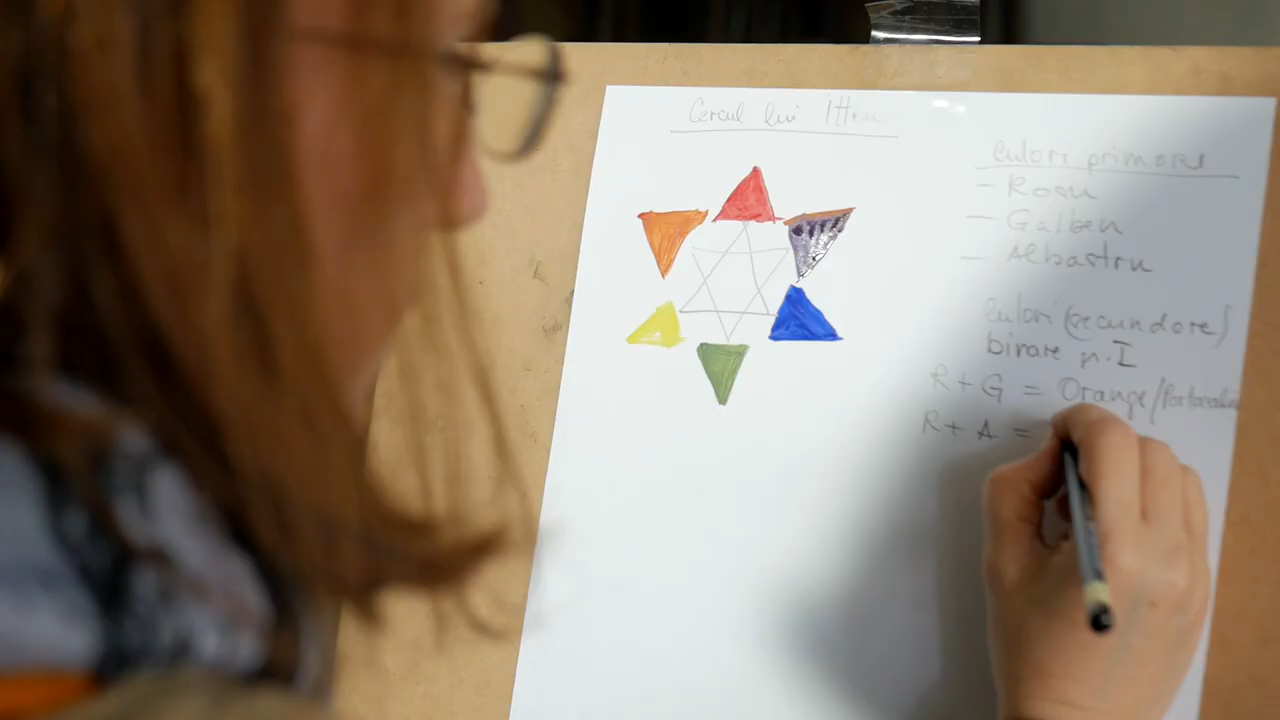 Cercul lui Itten
Culori primare
- Rosu
- Galben
- Albastru
Culori (secundare)
binare n. I
R + G = Orange/Portocaliu
R + A =